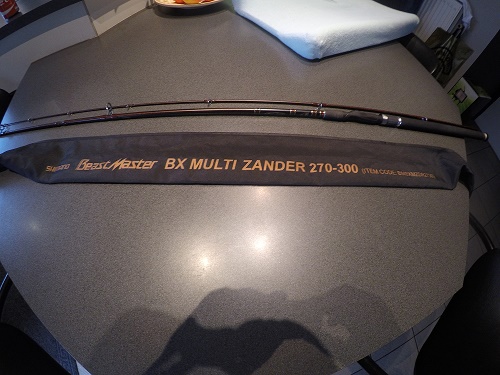 Shimano BeastMaster BX MULTI ZANDER 270-300 (ITEM CODE: